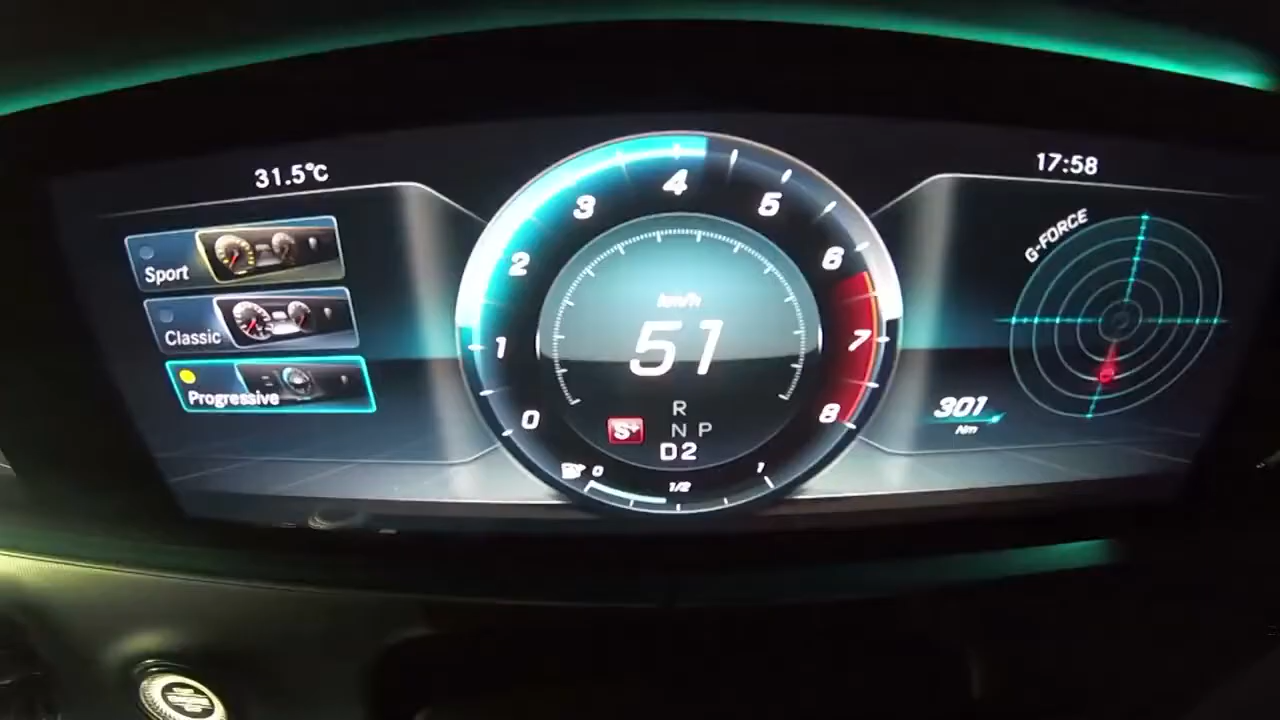 31.5°C
17:58
Sport
Classic
Progressive
0
1
2
3
4
5
6
7
8
km/h
51
S+
R
N P
D2
0
1/2
1
G-FORCE
301
Nm